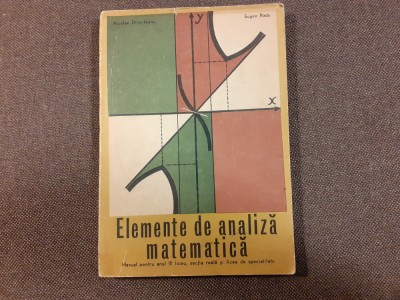 Nicolae Dinculeanu
Eugen Radu
y
x
Elemente de analiză
matematică
Manual pentru anul III liceu, secția reală și licee de specialitate